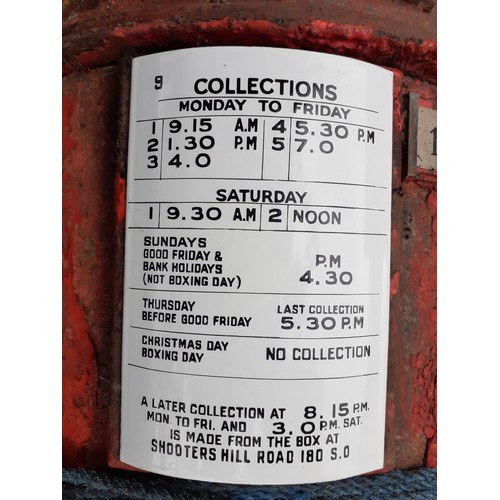 9 COLLECTIONS
MONDAY TO FRIDAY
1 9.15 A.M 4 5.30 P.M
2 1.30 P.M 5 7.0
3 4.0
SATURDAY
1 9.30 A.M 2 NOON
SUNDAYS
GOOD FRIDAY & P.M
BANK HOLIDAYS 4.30
(NOT BOXING DAY)
THURSDAY LAST COLLECTION
BEFORE GOOD FRIDAY 5.30 P.M
CHRISTMAS DAY NO COLLECTION
BOXING DAY
A LATER COLLECTION AT 8.15 P.M.
MON. TO FRI. AND 3.0 P.M. SAT.
IS MADE FROM THE BOX AT
SHOOTERS HILL ROAD 180 S.O
1